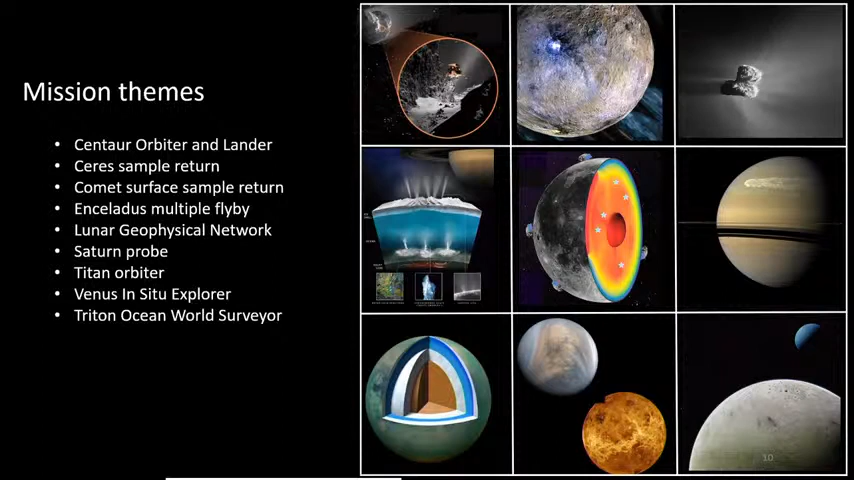 Mission themes
• Centaur Orbiter and Lander
• Ceres sample return
• Comet surface sample return
• Enceladus multiple flyby
• Lunar Geophysical Network
• Saturn probe
• Titan orbiter
• Venus In Situ Explorer
• Triton Ocean World Surveyor
10